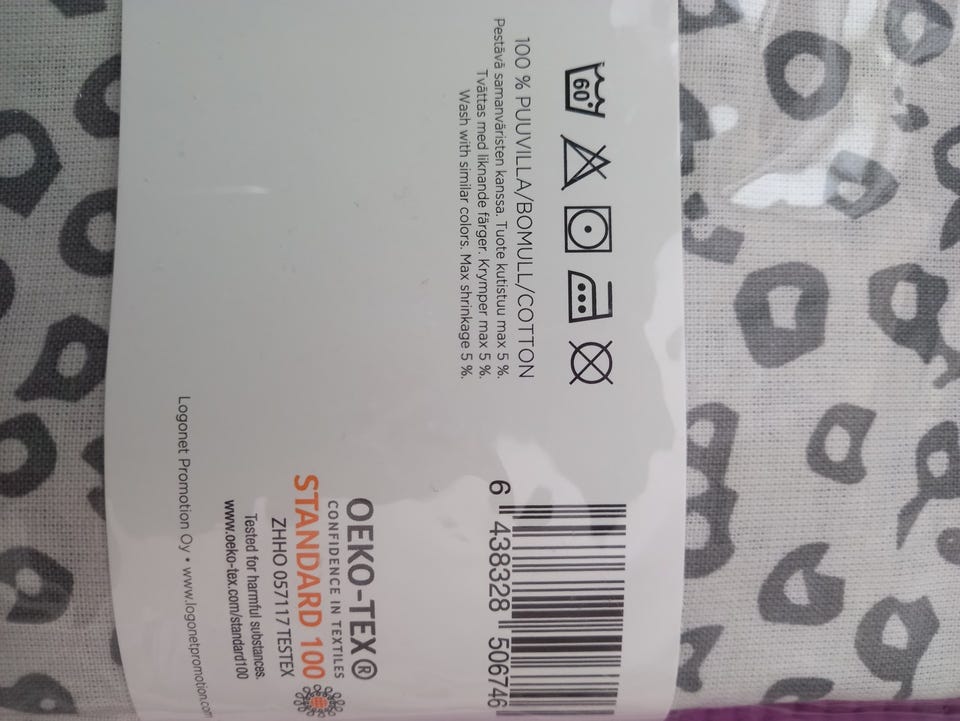 60°
100 % PUUVILLA/BOMULL/COTTON
Pestävä samanväristen kanssa. Tuote kutistuu max 5 %.
Tvättas med liknande färger. Krymper max 5 %.
Wash with similar colors. Max shrinkage 5 %.
6 438328 506746
OEKO-TEX®
CONFIDENCE IN TEXTILES
STANDARD 100
ZHHO 057117 TESTEX
Tested for harmful substances.
www.oeko-tex.com/standard100
Logonet Promotion Oy • www.logonetpromotion.com